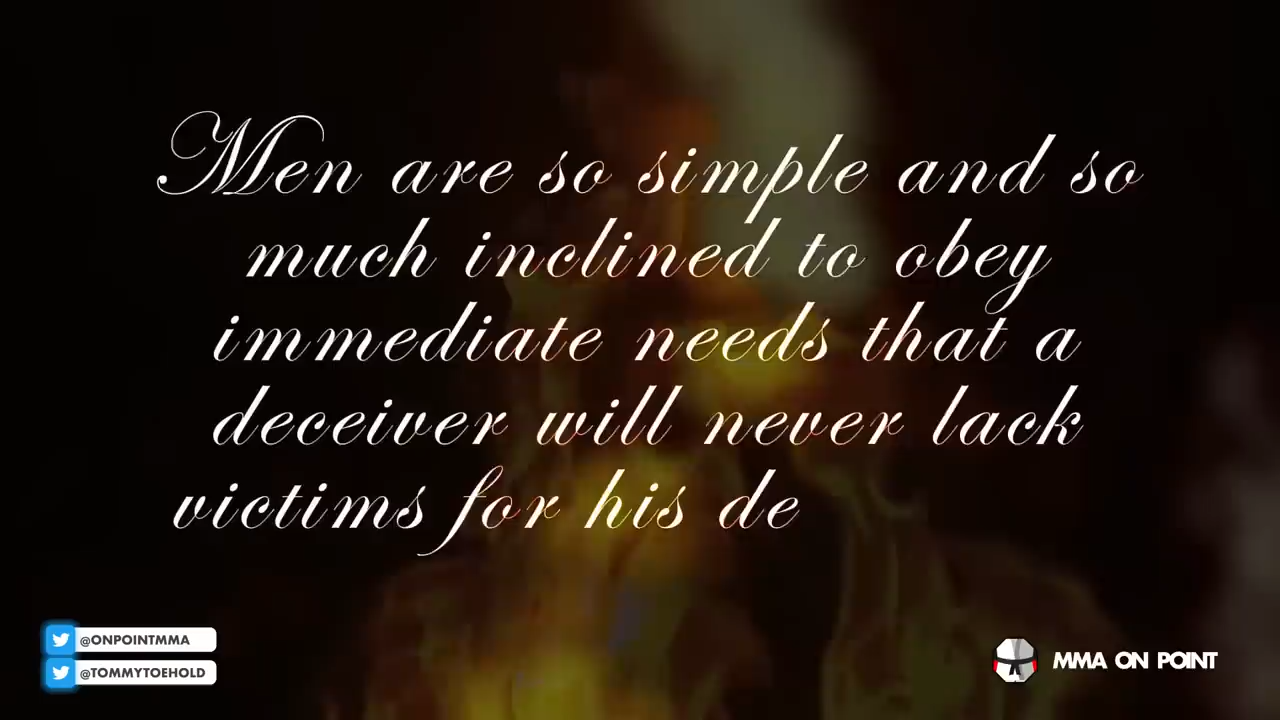 Men are so simple and so
much inclined to obey
immediate needs that a
deceiver will never lack
victims for his de
@ONPOINTMMA
@TOMMYTOEHOLD
MMA ON POINT